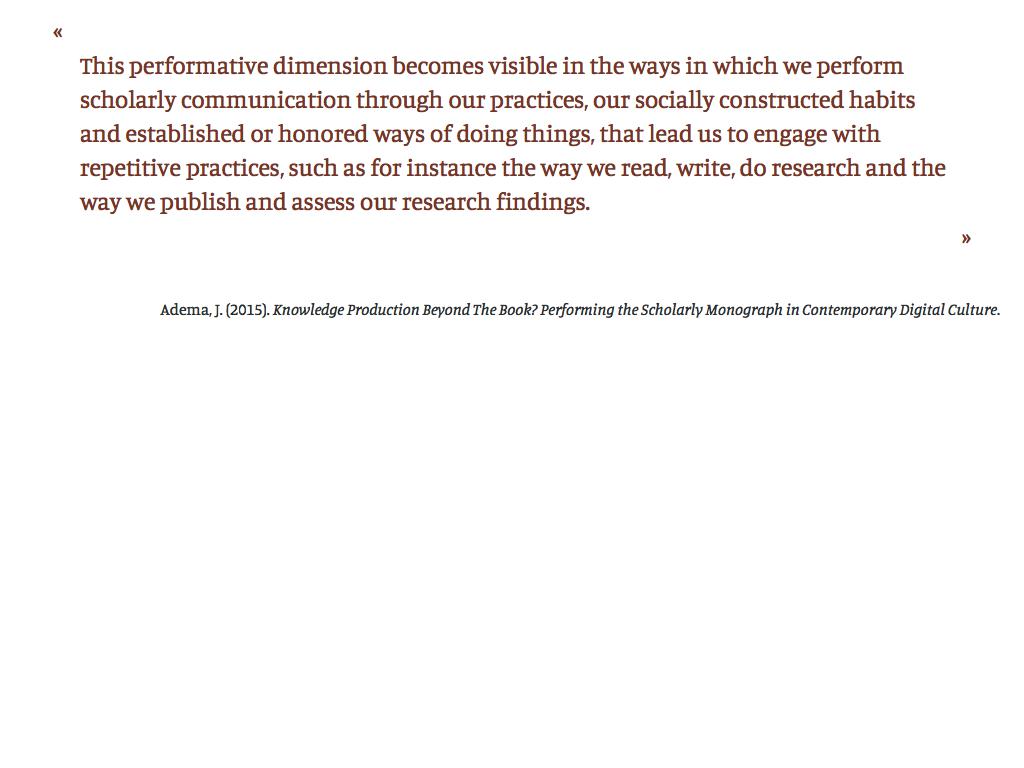 «
This performative dimension becomes visible in the ways in which we perform
scholarly communication through our practices, our socially constructed habits
and established or honored ways of doing things, that lead us to engage with
repetitive practices, such as for instance the way we read, write, do research and the
way we publish and assess our research findings.
»
Adema, J. (2015). Knowledge Production Beyond The Book? Performing the Scholarly Monograph in Contemporary Digital Culture.